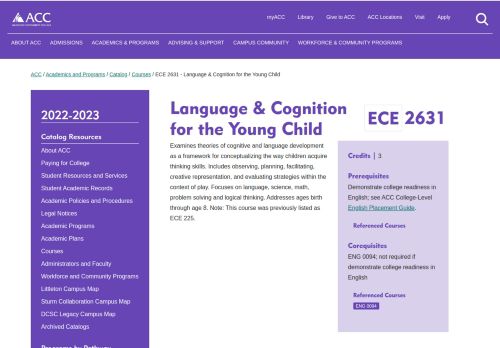 ACC
myACC Library Give to ACC ACC Locations Visit Apply
ABOUT ACC ADMISSIONS ACADEMICS & PROGRAMS ADVISING & SUPPORT CAMPUS COMMUNITY WORKFORCE & COMMUNITY PROGRAMS
ACC / Academics and Programs / Catalog / Courses / ECE 2631 - Language & Cognition for the Young Child
2022-2023
Catalog Resources
About ACC
Paying for College
Student Resources and Services
Student Academic Records
Academic Policies and Procedures
Legal Notices
Academic Programs
Academic Plans
Courses
Administrators and Faculty
Workforce and Community Programs
Littleton Campus Map
Sturm Collaboration Campus Map
DCSC Legacy Campus Map
Archived Catalogs
Programs by Pathway
Language & Cognition
for the Young Child
Examines theories of cognitive and language development
as a framework for conceptualizing the way children acquire
thinking skills. Includes observing, planning, facilitating,
creative representation, and evaluating strategies within the
context of play. Focuses on language, science, math,
problem solving and logical thinking. Addresses ages birth
through age 8. Note: This course was previously listed as
ECE 225.
ECE 2631
Credits | 3
Prerequisites
Demonstrate college readiness in
English; see ACC College-Level
English Placement Guide.
Referenced Courses
Corequisites
ENG 0094; not required if
demonstrate college readiness in
English
Referenced Courses
ENG 0094